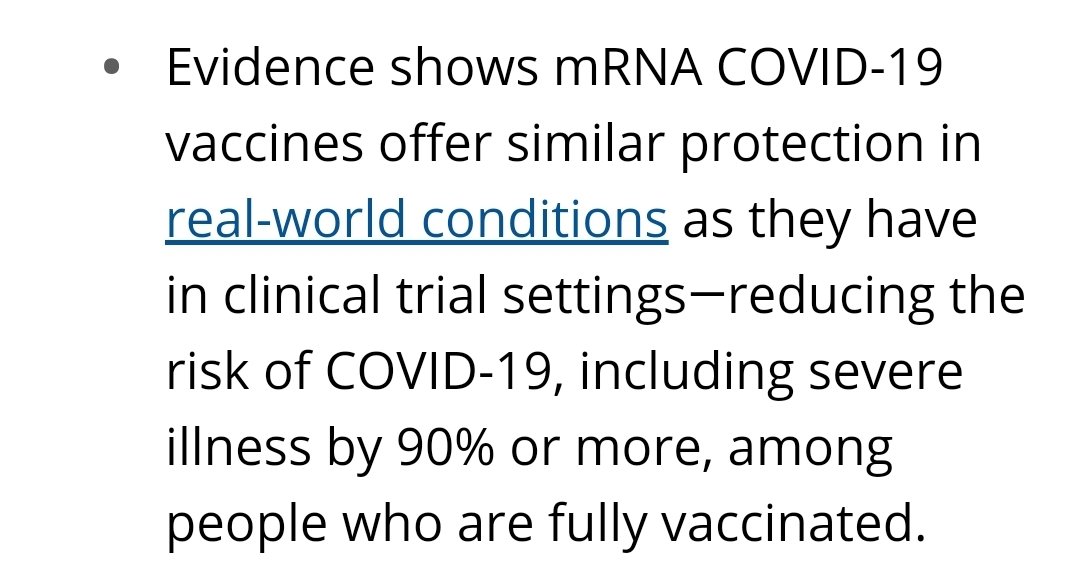 • Evidence shows mRNA COVID-19
vaccines offer similar protection in
real-world conditions as they have
in clinical trial settings—reducing the
risk of COVID-19, including severe
illness by 90% or more, among
people who are fully vaccinated.